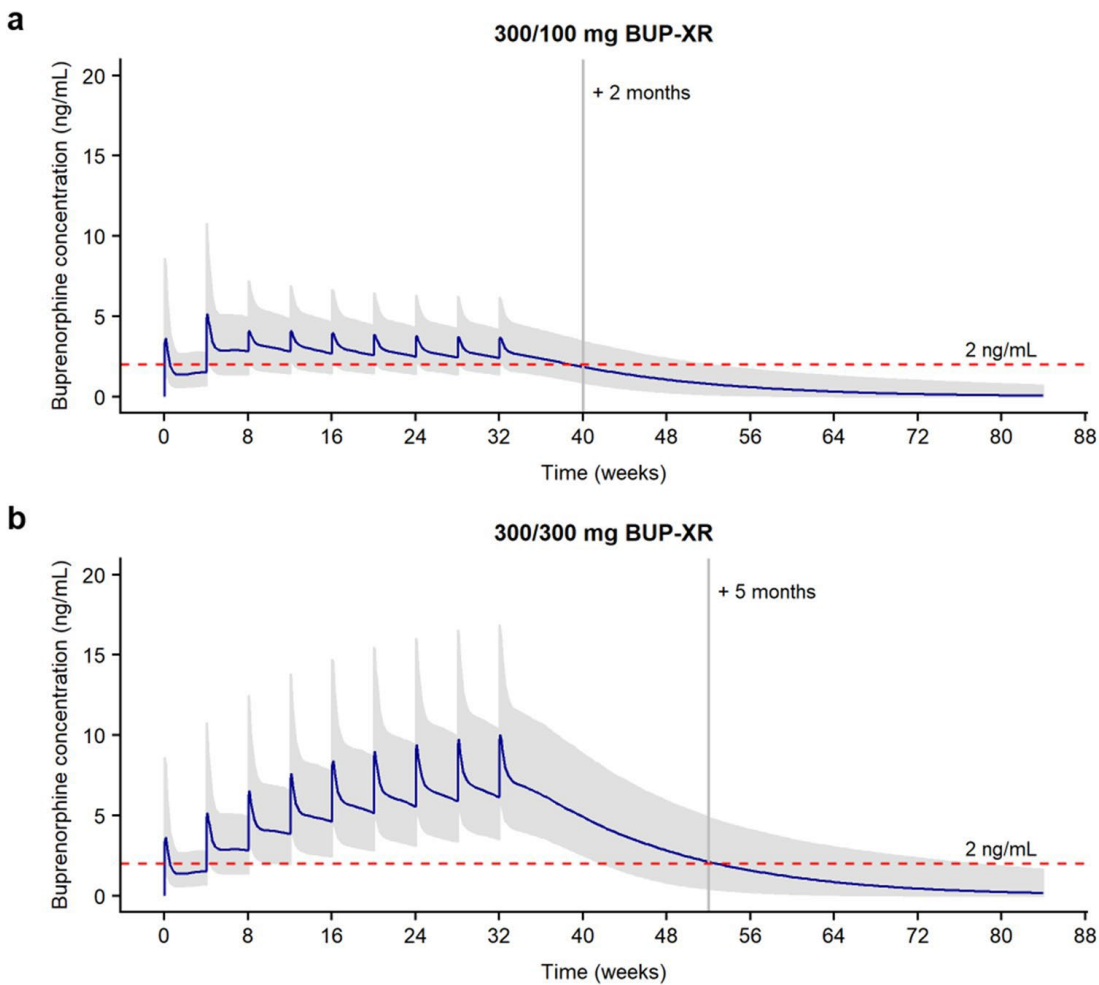 a
300/100 mg BUP-XR
Buprenorphine concentration (ng/mL)
20
15
10
5
0
+ 2 months
2 ng/mL
0 8 16 24 32 40 48 56 64 72 80 88
Time (weeks)
b
300/300 mg BUP-XR
Buprenorphine concentration (ng/mL)
20
15
10
5
0
+ 5 months
2 ng/mL
0 8 16 24 32 40 48 56 64 72 80 88
Time (weeks)